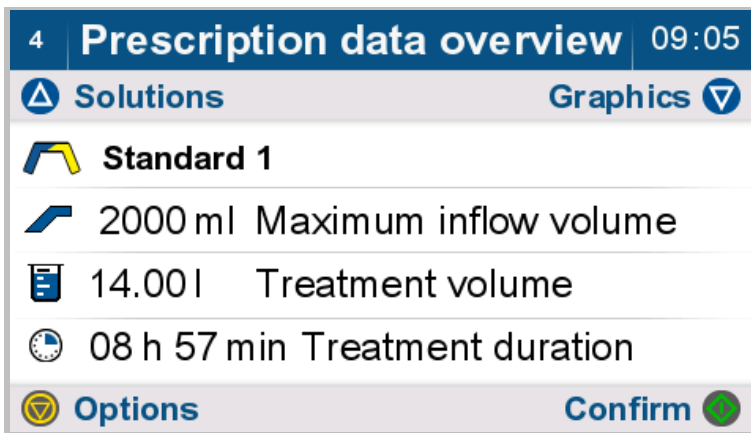 4 Prescription data overview 09:05
Solutions Graphics
Standard 1
2000 ml Maximum inflow volume
14.00 l Treatment volume
08 h 57 min Treatment duration
Options Confirm